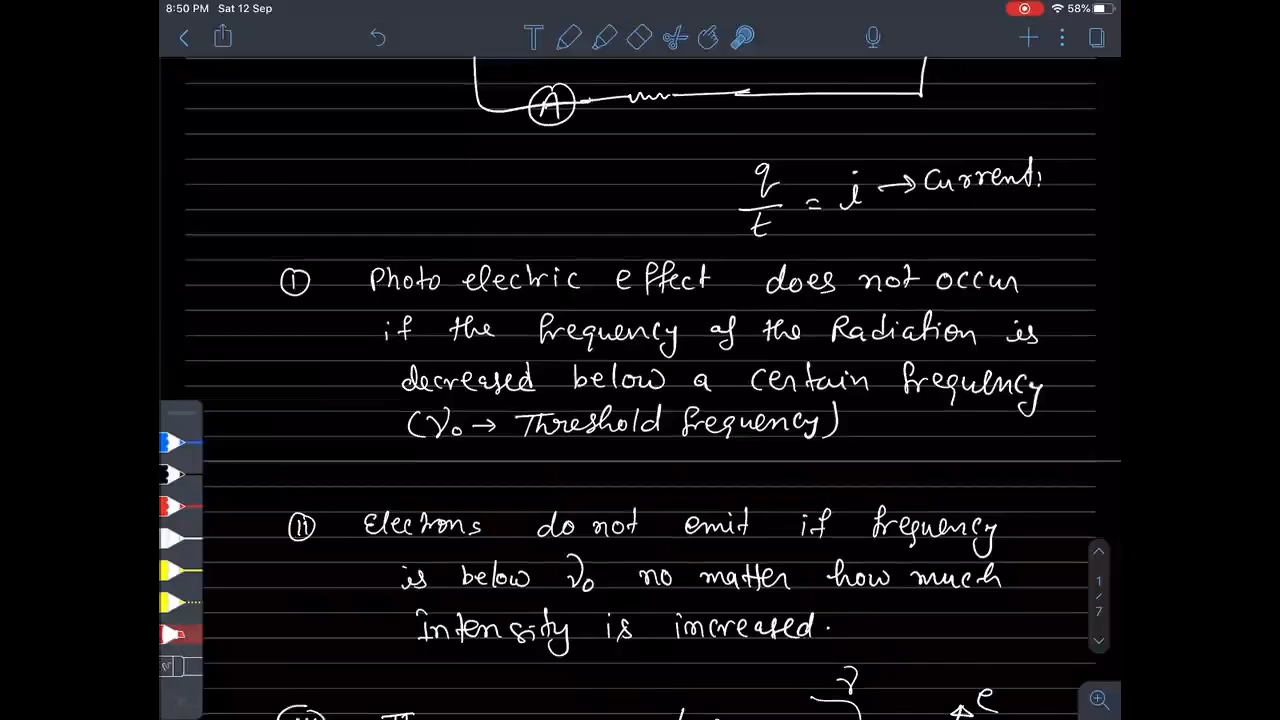 8:50 PM Sat 12 Sep
58%
T
A
q/t = i → Current.
i Photo electric effect does not occur
if the frequency of the Radiation is
decreased below a certain frequency
(ν₀ → Threshold frequency)
ii Electrons do not emit if frequency
is below ν₀ no matter how much
Intensity is increased.
ν
e
iii
1
/
7